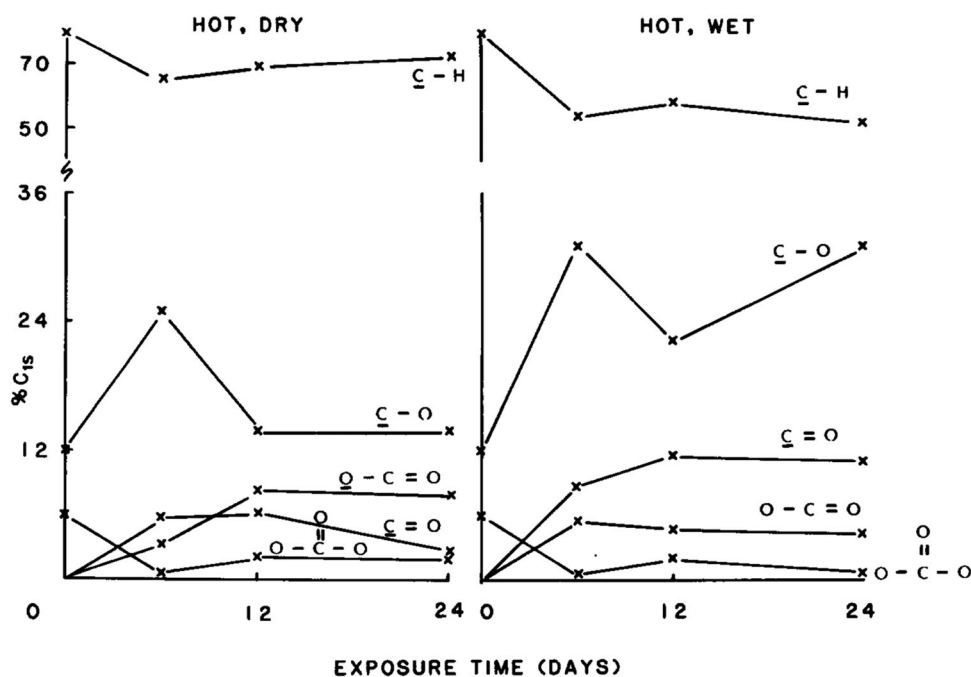 HOT, DRY
70
50
C - H
36
24
12
%C1s
C - O
O - C = O
C = O
O
||
O - C - O
0 12 24
HOT, WET
C - H
C - O
C = O
O - C = O
O
||
O - C - O
0 12 24
EXPOSURE TIME (DAYS)